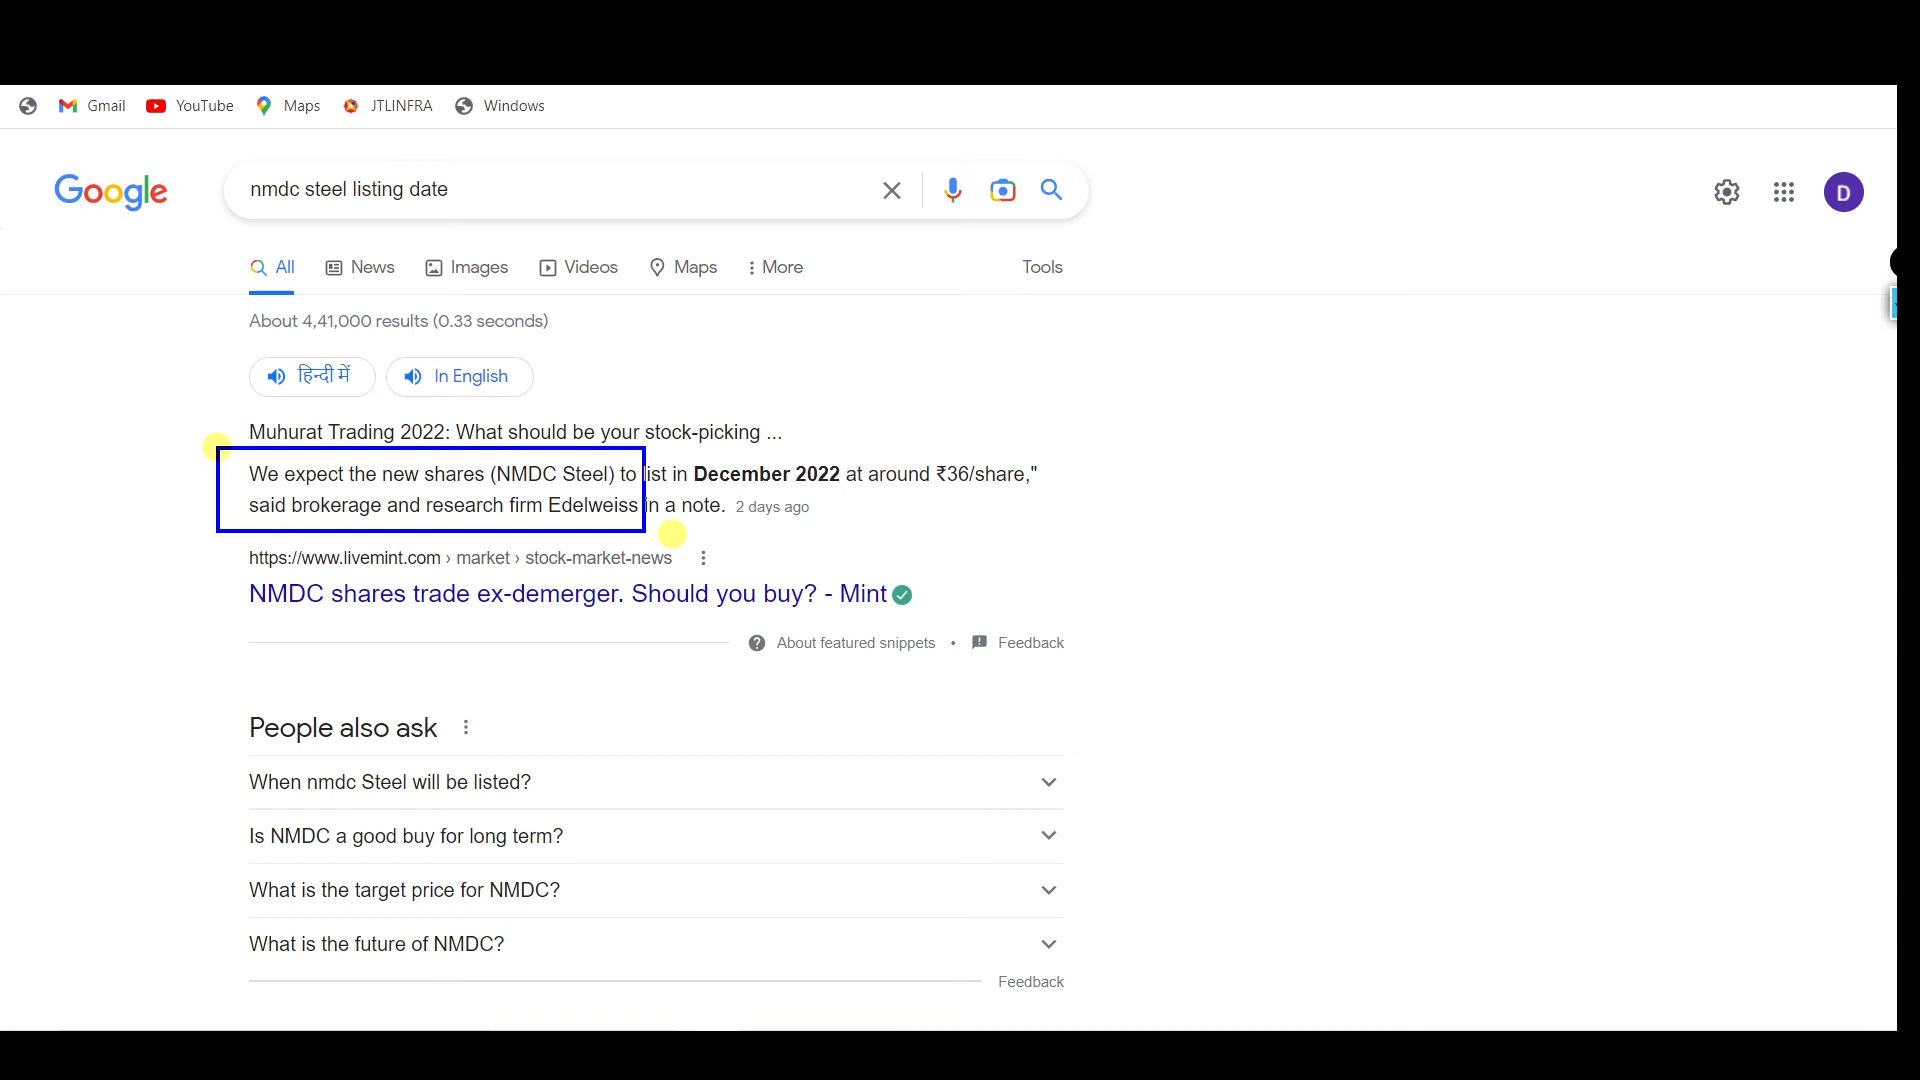 Gmail YouTube Maps JTLINFRA Windows
Google
nmdc steel listing date
D
All News Images Videos Maps More Tools
About 4,41,000 results (0.33 seconds)
हिन्दी में In English
Muhurat Trading 2022: What should be your stock-picking ...
We expect the new shares (NMDC Steel) to list in December 2022 at around ₹36/share,"
said brokerage and research firm Edelweiss in a note. 2 days ago
https://www.livemint.com › market › stock-market-news
NMDC shares trade ex-demerger. Should you buy? - Mint
About featured snippets • Feedback
People also ask
When nmdc Steel will be listed?
Is NMDC a good buy for long term?
What is the target price for NMDC?
What is the future of NMDC?
Feedback